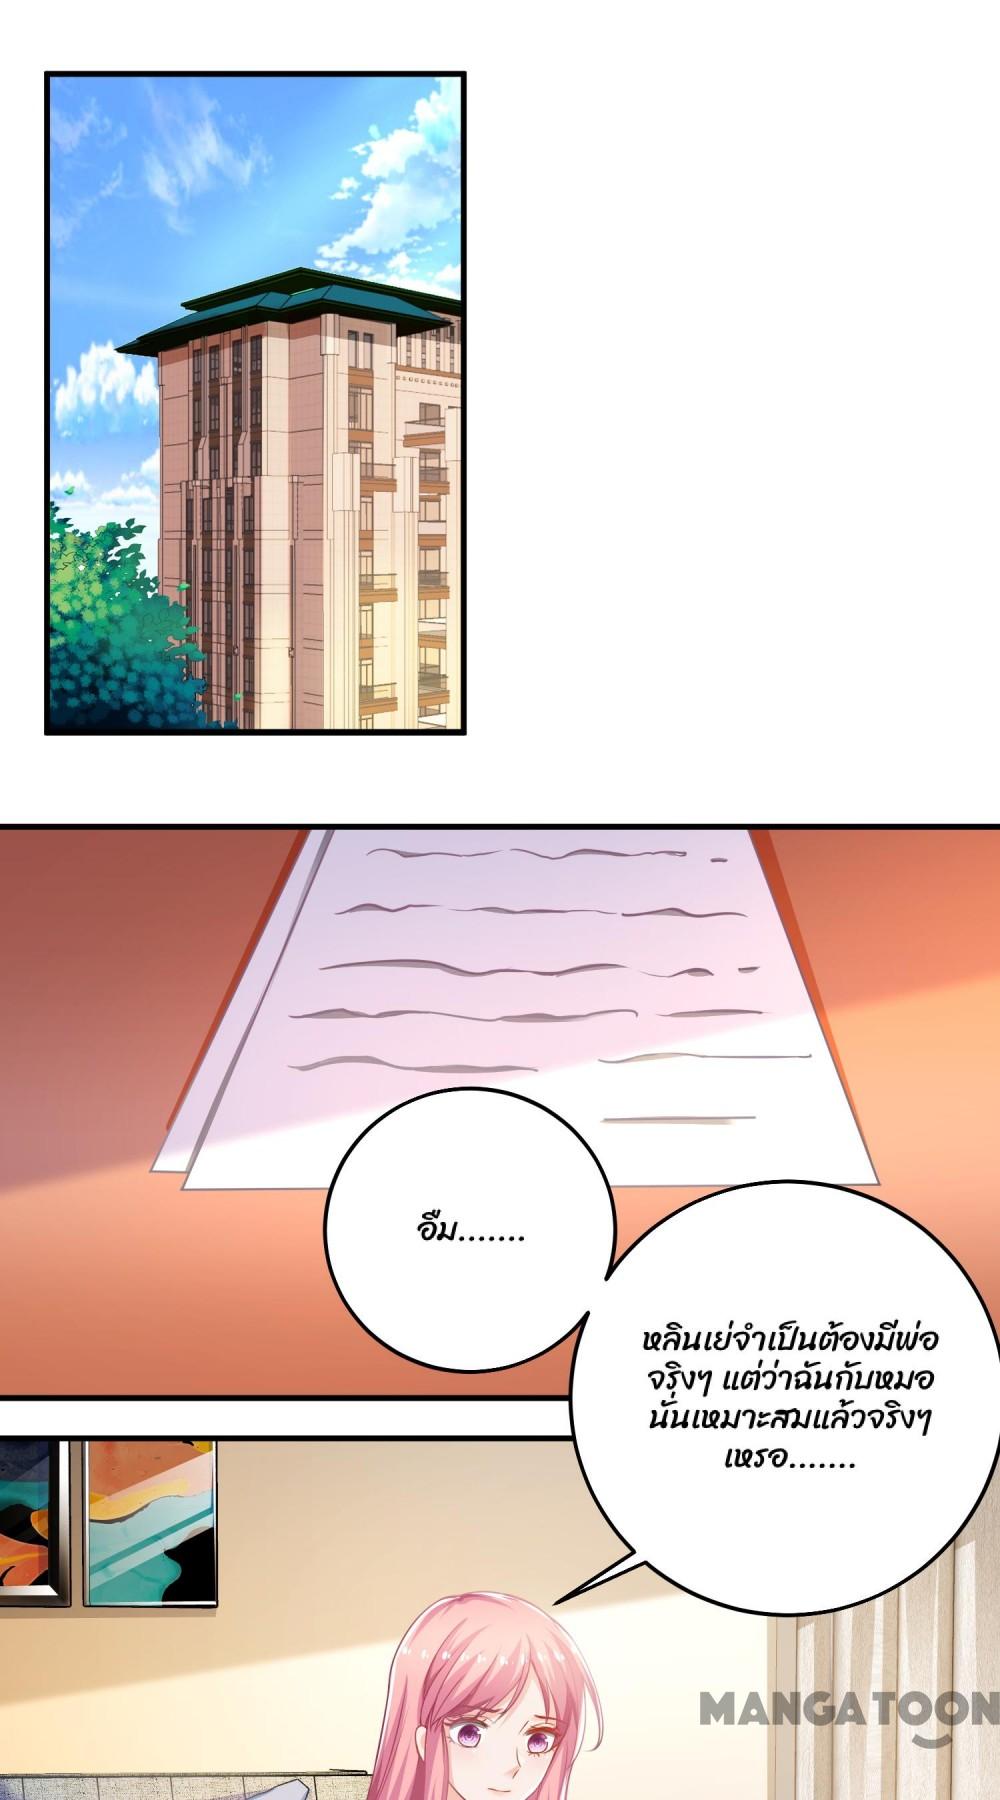 อืม.......
หลินเย่จำเป็นต้องมีพ่อ
จริงๆ แต่ว่าฉันกับหมอ
นั่นเหมาะสมแล้วจริงๆ
เหรอ.......
MANGATOON